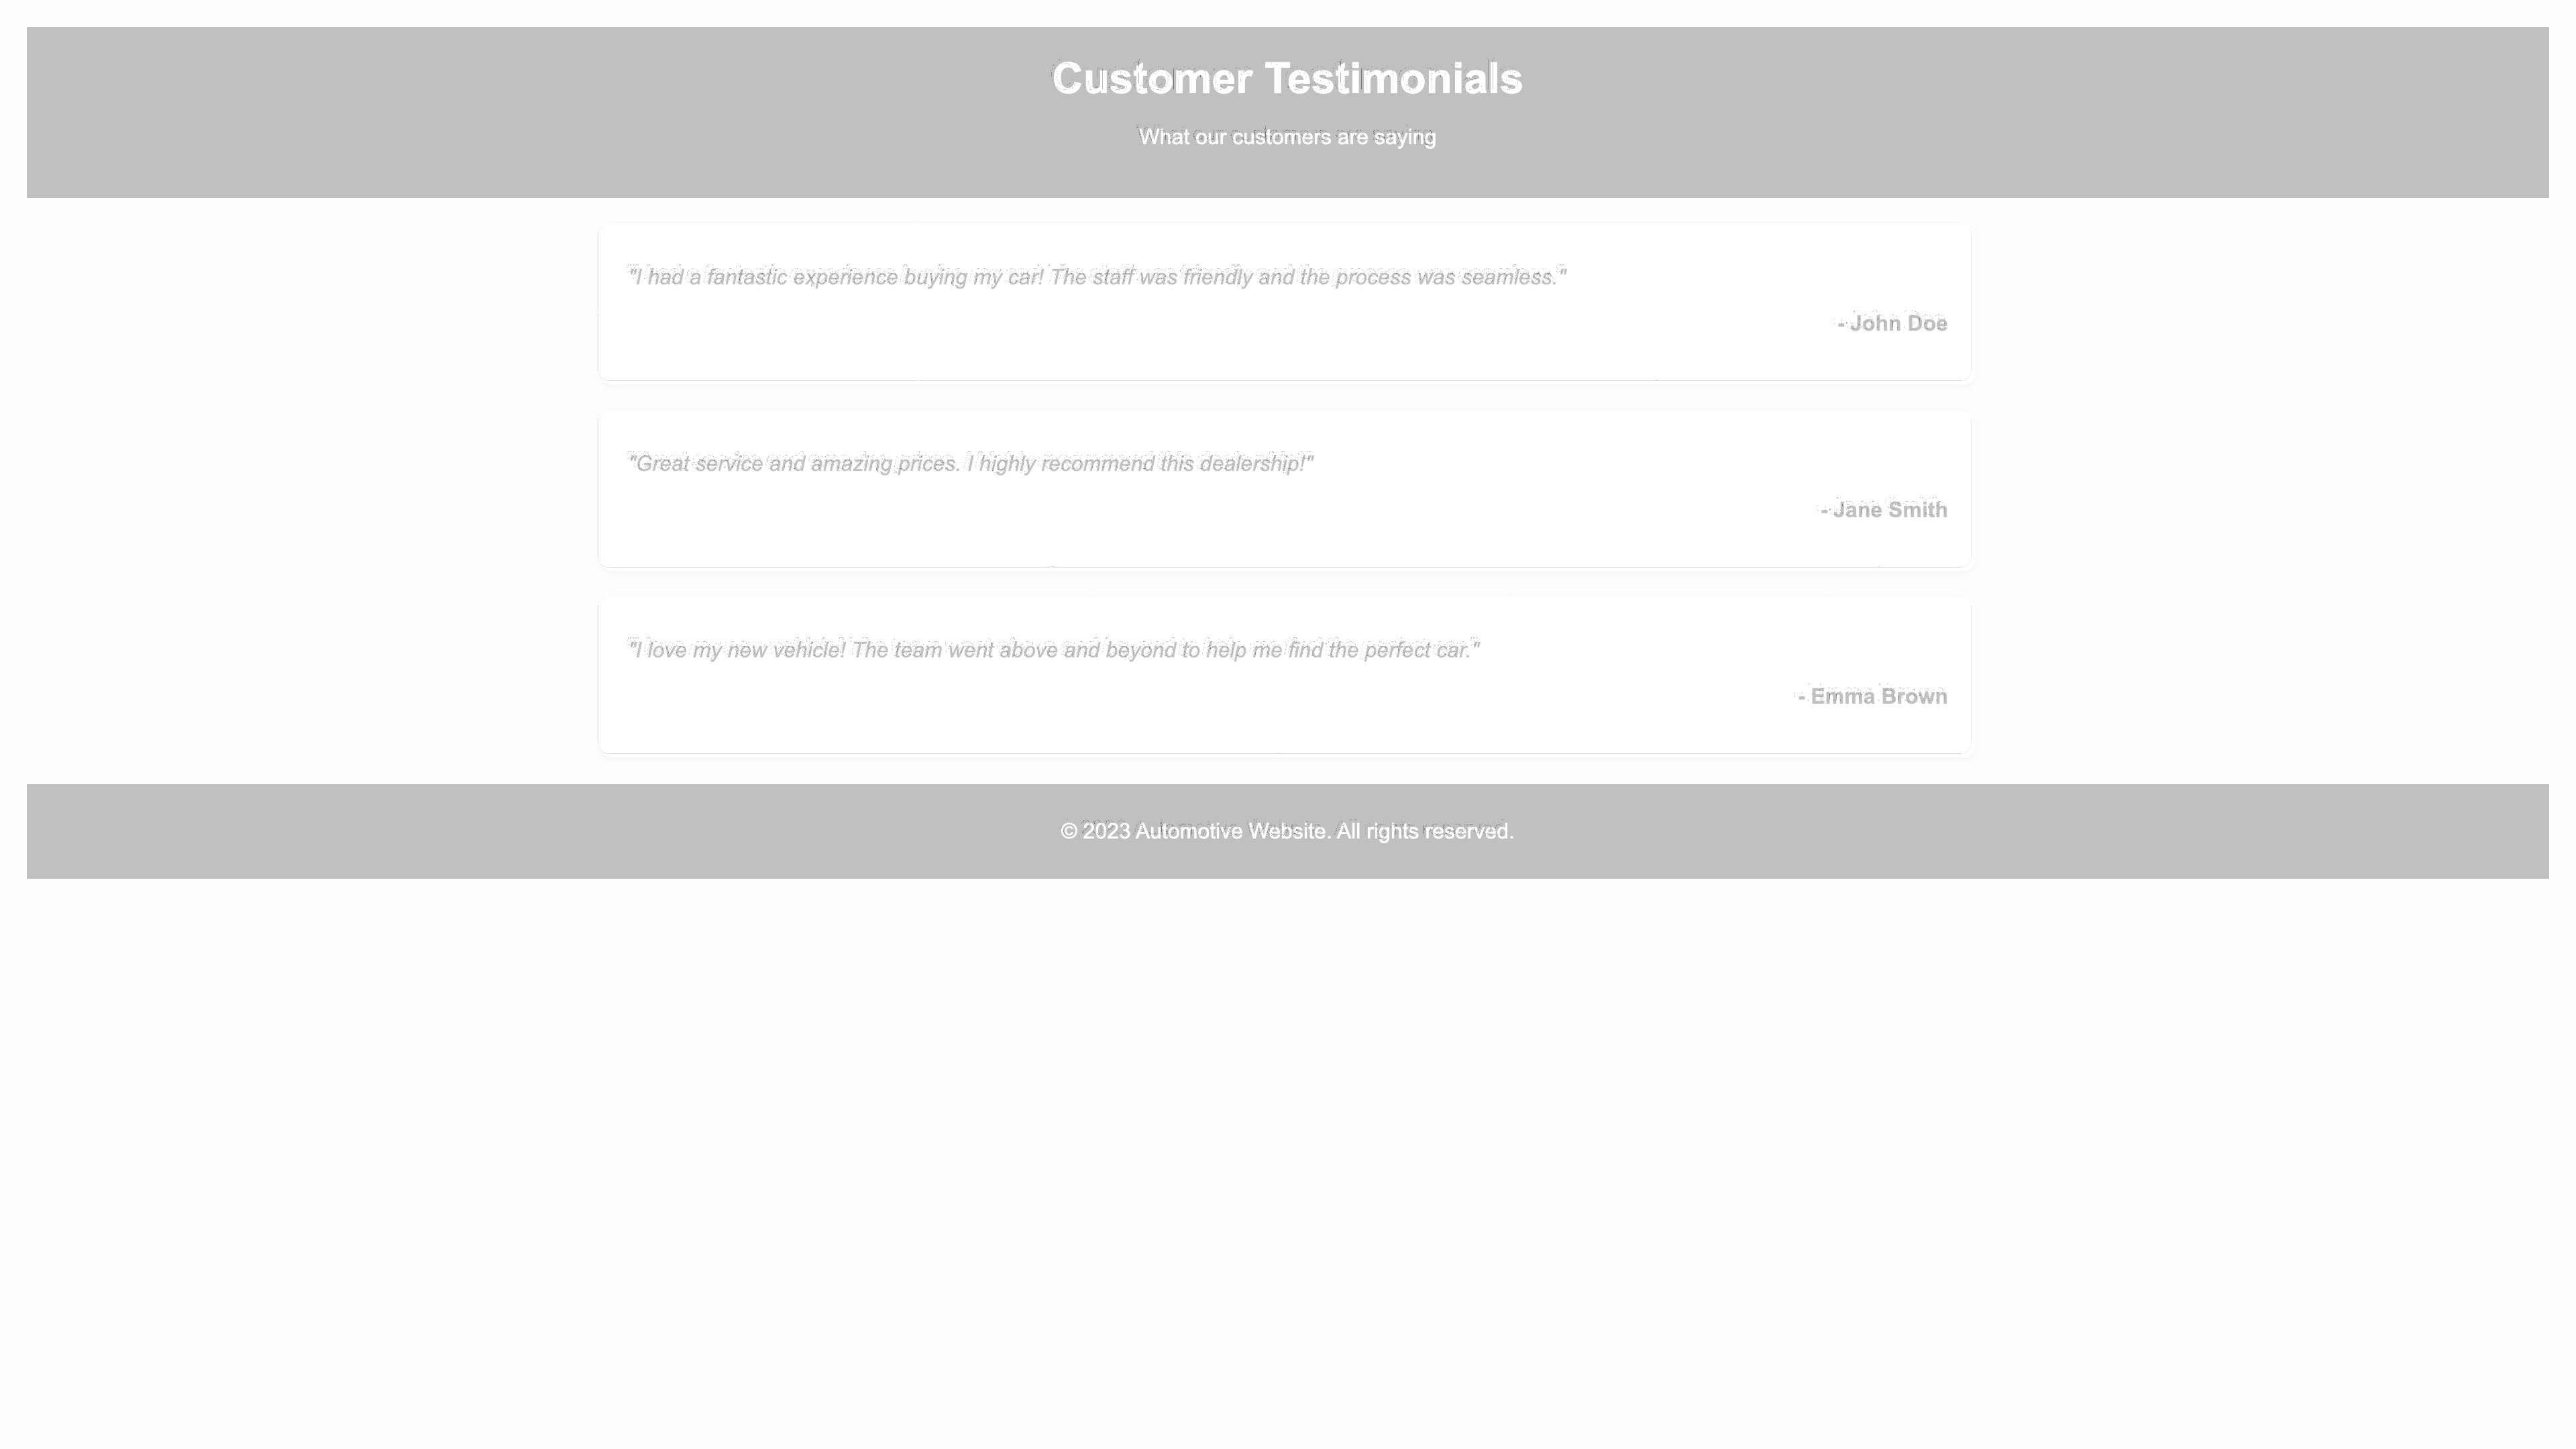 Customer Testimonials
What our customers are saying
"I had a fantastic experience buying my car! The staff was friendly and the process was seamless."
- John Doe
"Great service and amazing prices. I highly recommend this dealership!"
- Jane Smith
"I love my new vehicle! The team went above and beyond to help me find the perfect car."
- Emma Brown
© 2023 Automotive Website. All rights reserved.